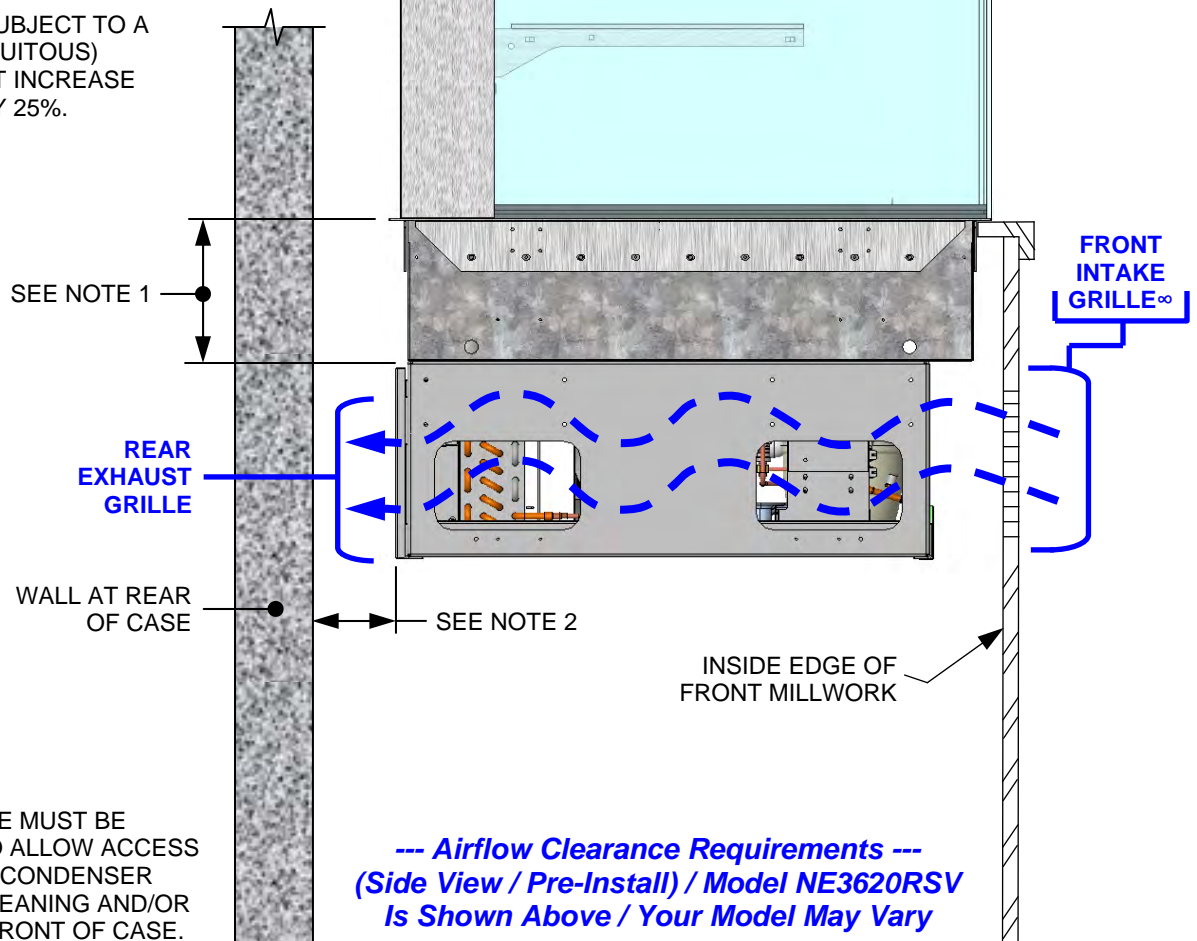 UBJECT TO A
UITOUS)
T INCREASE
Y 25%.
SEE NOTE 1
FRONT
INTAKE
GRILLE∞
REAR
EXHAUST
GRILLE
WALL AT REAR
OF CASE
SEE NOTE 2
INSIDE EDGE OF
FRONT MILLWORK
E MUST BE
O ALLOW ACCESS
CONDENSER
EANING AND/OR
FRONT OF CASE.
--- Airflow Clearance Requirements ---
(Side View / Pre-Install) / Model NE3620RSV
Is Shown Above / Your Model May Vary